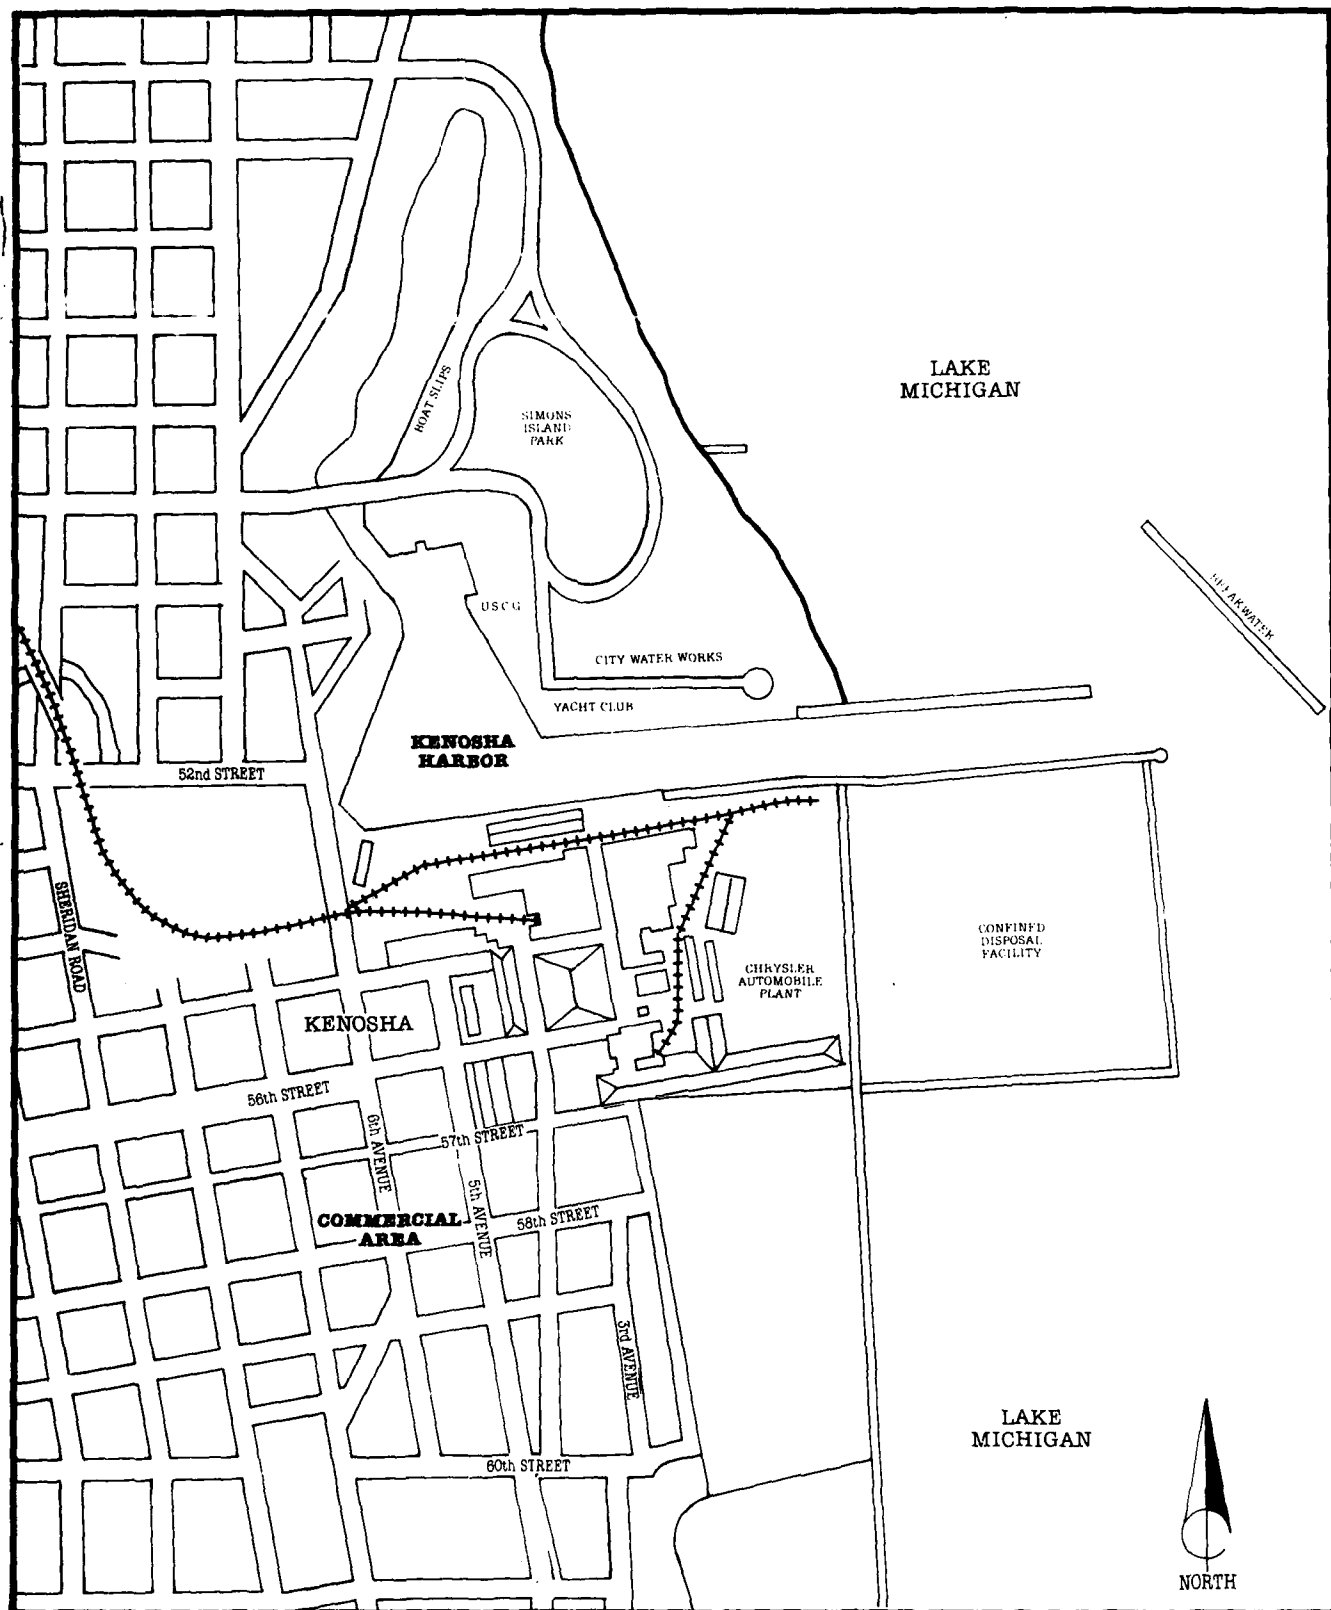 LAKE
MICHIGAN
BOAT SLIPS
SIMONS
ISLAND
PARK
BREAKWATER
USCG
CITY WATER WORKS
YACHT CLUB
KENOSHA
HARBOR
52nd STREET
SHERIDAN ROAD
CONFINED
DISPOSAL
FACILITY
CHRYSLER
AUTOMOBILE
PLANT
KENOSHA
56th STREET
6th AVENUE
57th STREET
5th AVENUE
COMMERCIAL
AREA
58th STREET
3rd AVENUE
LAKE
MICHIGAN
60th STREET
NORTH